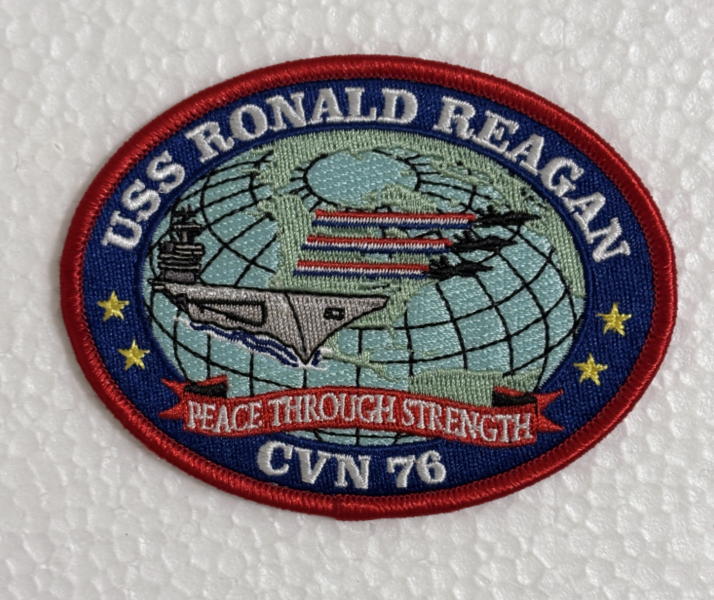 USS RONALD REAGAN
PEACE THROUGH STRENGTH
CVN 76